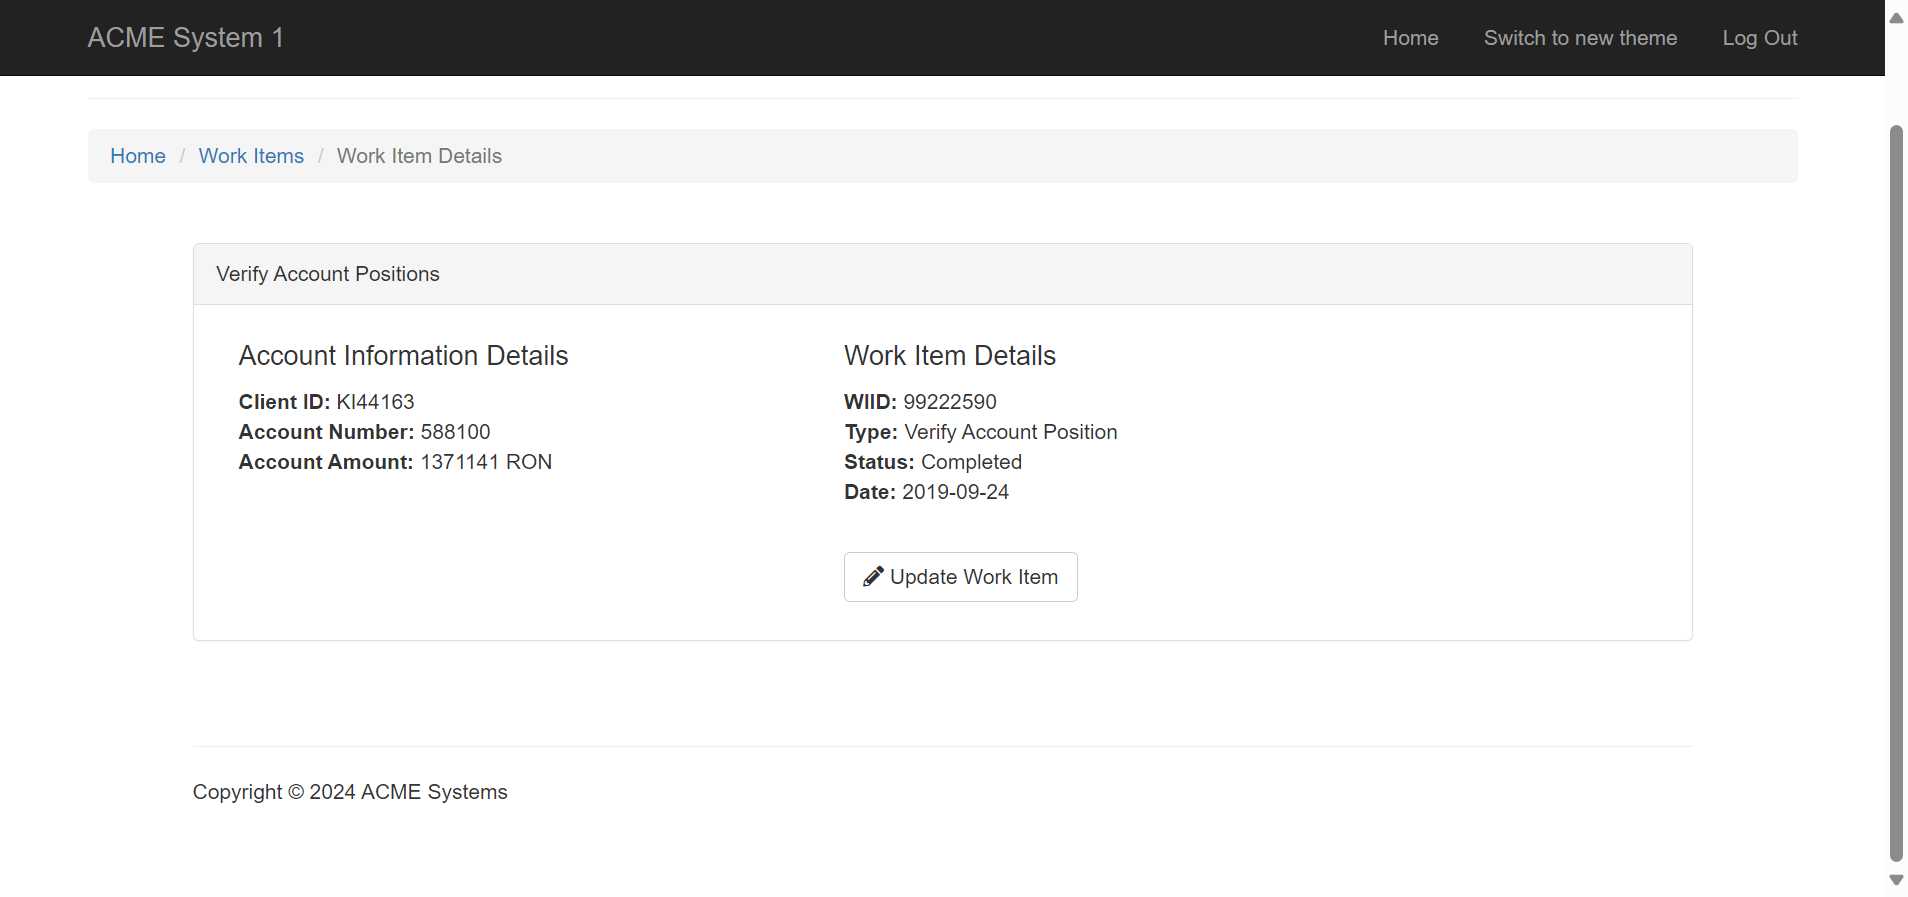 ACME System 1 Home Switch to new theme Log Out
Home / Work Items / Work Item Details
Verify Account Positions
Account Information Details
Client ID: KI44163
Account Number: 588100
Account Amount: 1371141 RON
Work Item Details
WIID: 99222590
Type: Verify Account Position
Status: Completed
Date: 2019-09-24
Update Work Item
Copyright © 2024 ACME Systems